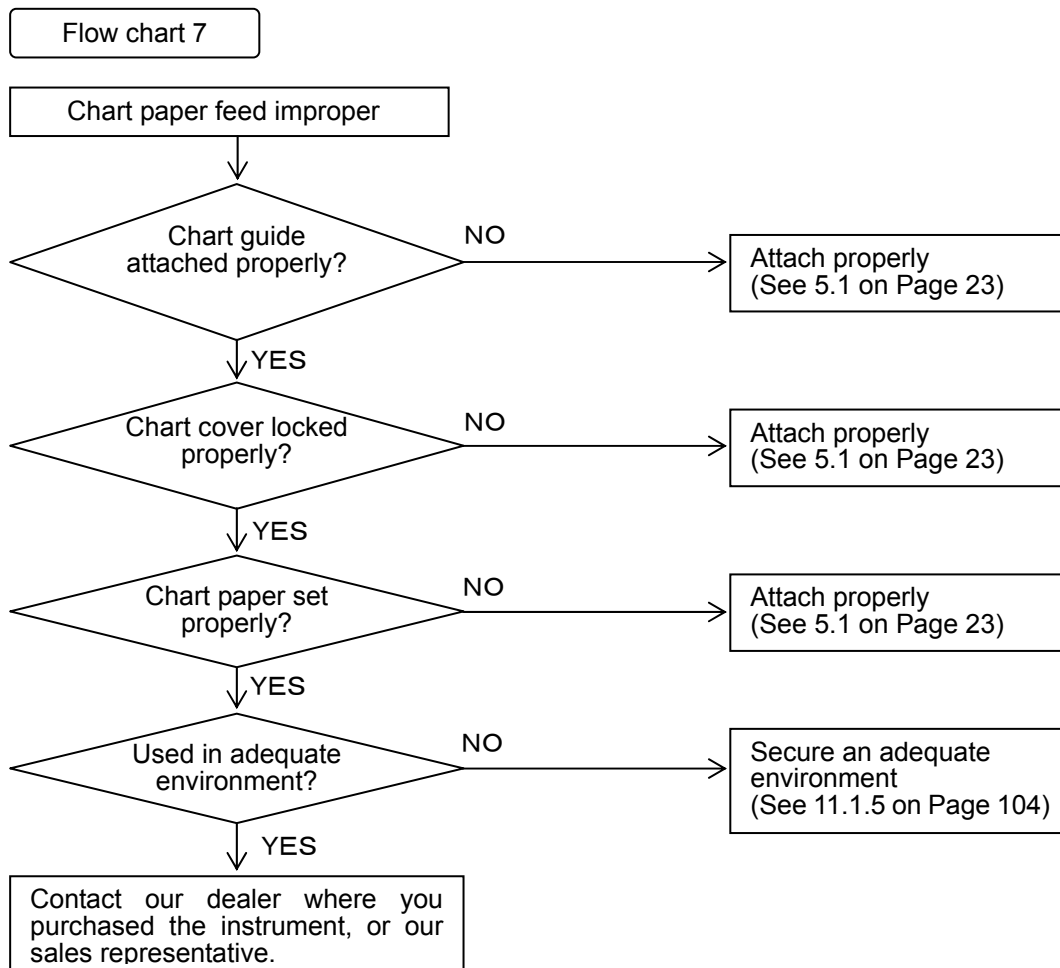 Flow chart 7
Chart paper feed improper
Chart guide
attached properly?
NO
Attach properly
(See 5.1 on Page 23)
YES
Chart cover locked
properly?
NO
Attach properly
(See 5.1 on Page 23)
YES
Chart paper set
properly?
NO
Attach properly
(See 5.1 on Page 23)
YES
Used in adequate
environment?
NO
Secure an adequate
environment
(See 11.1.5 on Page 104)
YES
Contact our dealer where you
purchased the instrument, or our
sales representative.